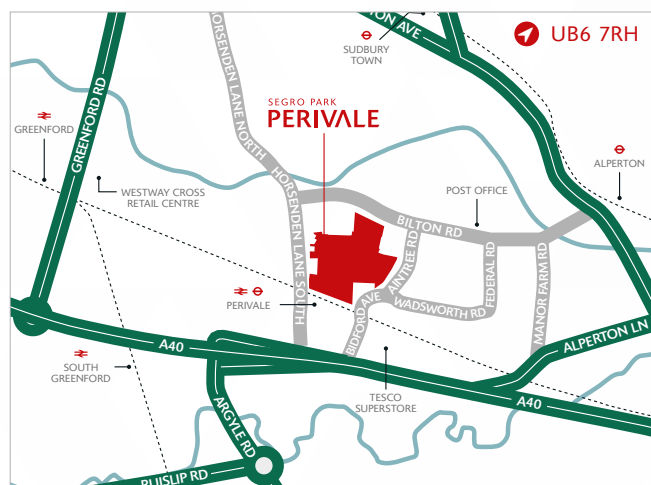 TON AVE
UB6 7RH
SUDBURY
TOWN
HORSENDEN LANE NORTH
SEGRO PARK
PERIVALE
GREENFORD RD
GREENFORD
WESTWAY CROSS
RETAIL CENTRE
POST OFFICE
ALPERTON
HORSENDEN LANE SOUTH
BILTON RD
AINTREE RD
FEDERAL RD
MANOR FARM RD
PERIVALE
BIDFORD AVE
WADSWORTH RD
A40
ALPERTON LN
SOUTH
GREENFORD
TESCO
SUPERSTORE
A40
ARGYLE RD
RUISLIP RD